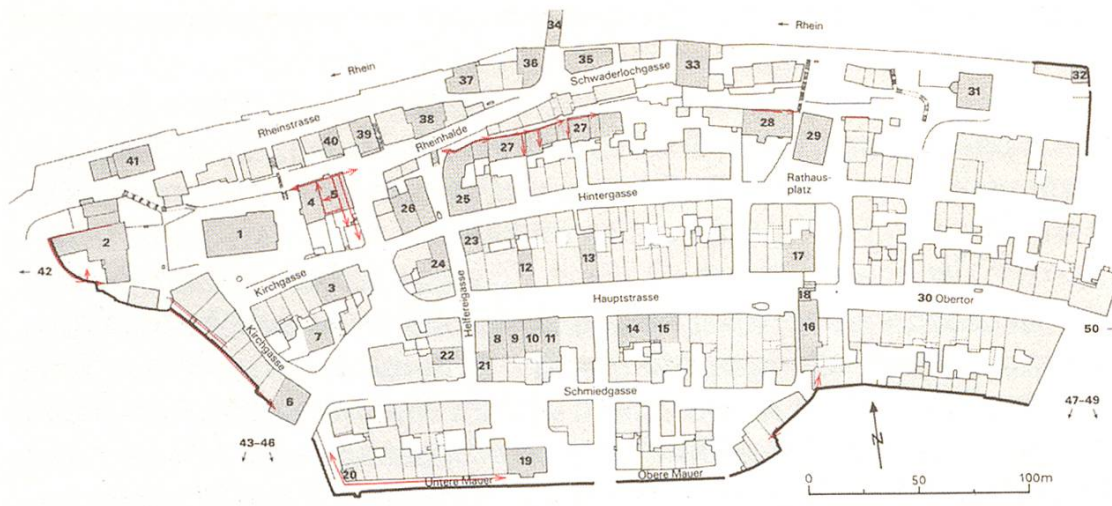 34
← Rhein
← Rhein
36
35
37
Schwaderlochgasse
33
32
31
Rheinstrasse
40
39
38
Rheinhalde
27
27
28
29
41
4
5
25
26
Hintergasse
Rathaus-
platz
1
2
23
24
12
13
17
← 42
Kirchgasse
3
Helfereigasse
Hauptstrasse
18
30 Obertor
7
Kirchgasse
8
9
10
11
14
15
16
50
22
21
Schmiedgasse
6
43–46
47–49
20
Untere Mauer
19
Obere Mauer
N
0
50
100m